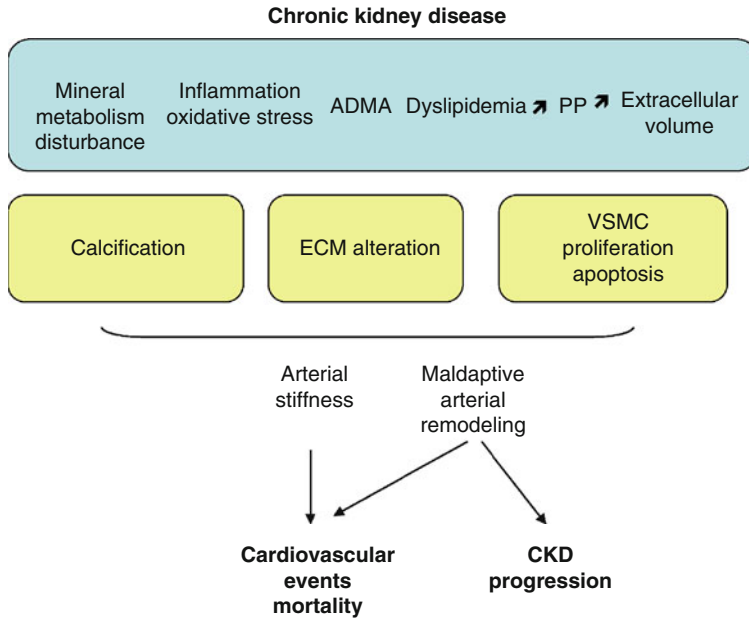 Chronic kidney disease
Mineral
metabolism
disturbance
Inflammation
oxidative stress
ADMA
Dyslipidemia
PP
Extracellular
volume
Calcification
ECM alteration
VSMC
proliferation
apoptosis
Arterial
stiffness
Maldaptive
arterial
remodeling
Cardiovascular
events
mortality
CKD
progression